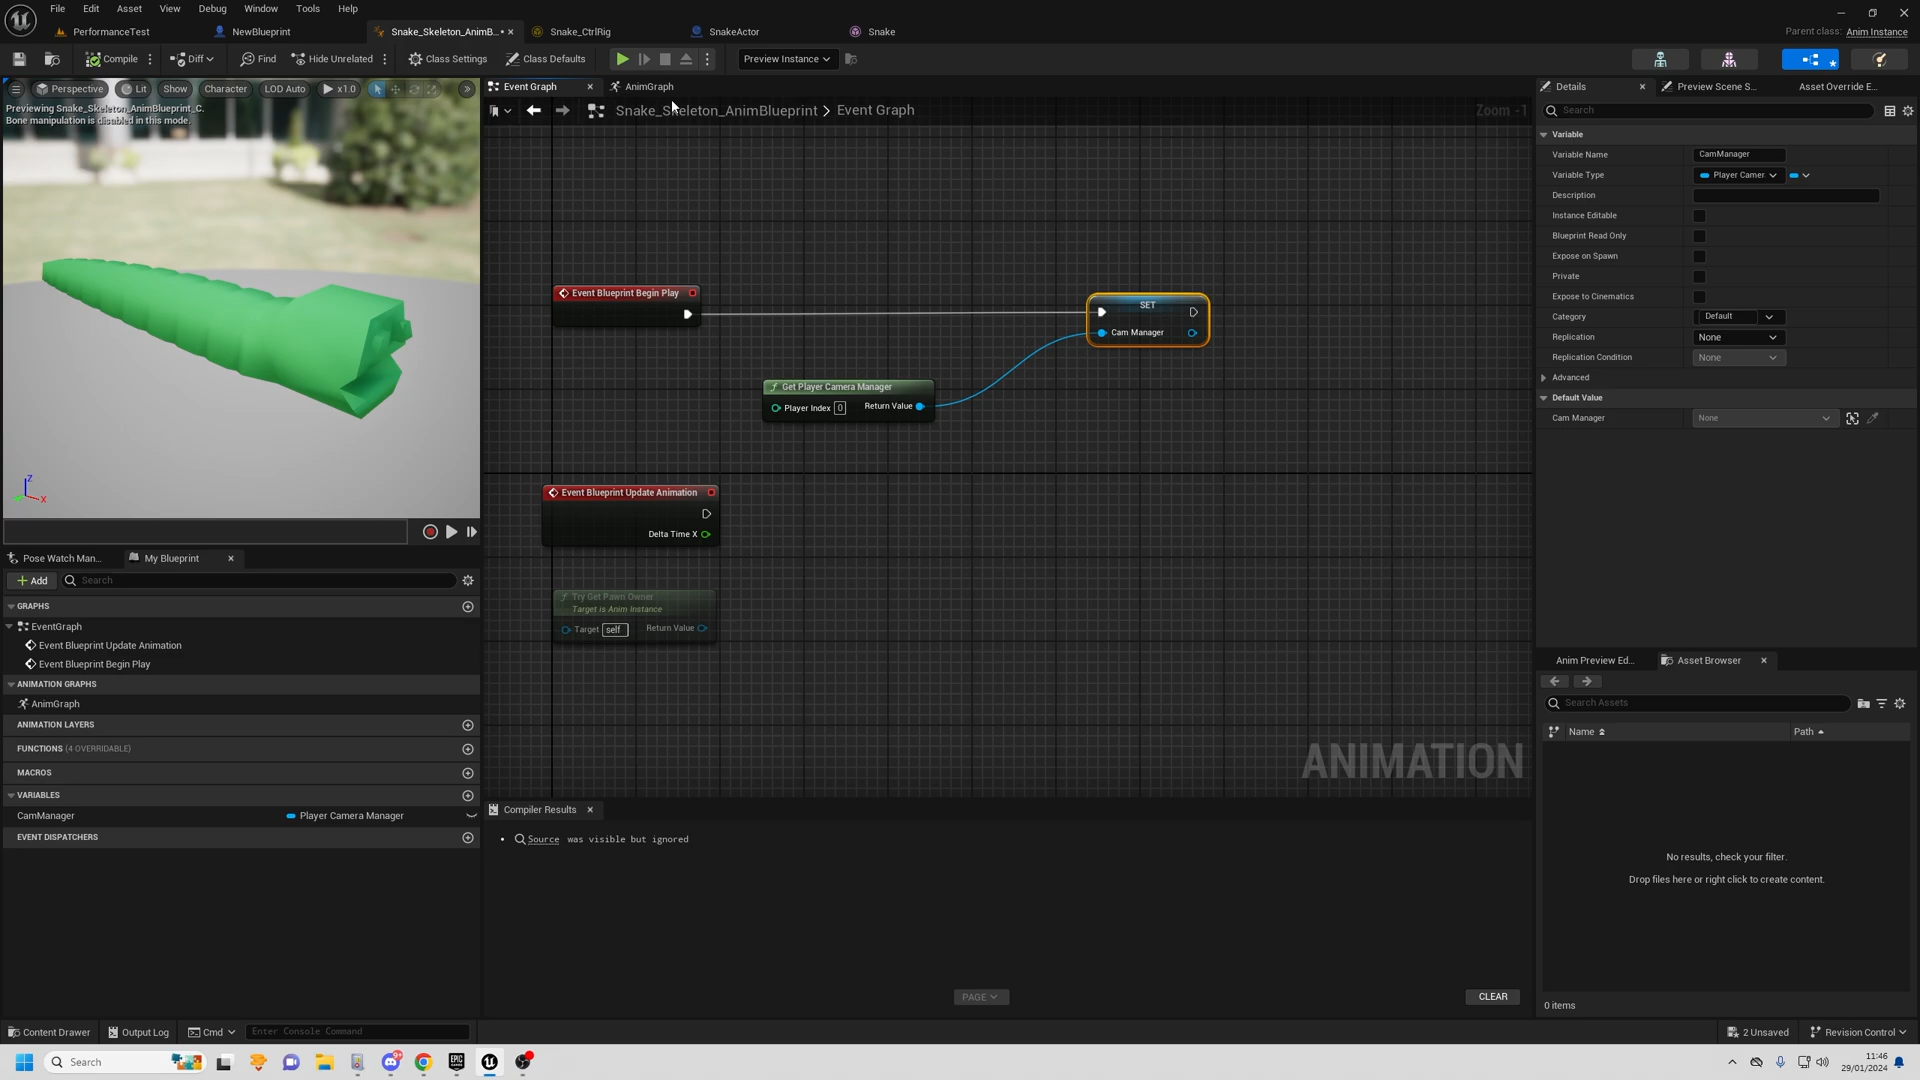 File Edit Asset View Debug Window Tools Help
PerformanceTest NewBlueprint Snake_Skeleton_AnimB... • × Snake_CtrlRig SnakeActor Snake
Parent class: Anim Instance
Compile Diff Find Hide Unrelated Class Settings Class Defaults Preview Instance
Perspective Lit Show Character LOD Auto x1.0
Previewing Snake_Skeleton_AnimBlueprint_C.
Bone manipulation is disabled in this mode.
Z
X
Event Graph AnimGraph
Snake_Skeleton_AnimBlueprint > Event Graph
Zoom -1
Event Blueprint Begin Play
SET
Cam Manager
Get Player Camera Manager
Player Index 0 Return Value
Event Blueprint Update Animation
Delta Time X
Try Get Pawn Owner
Target is Anim Instance
Target self Return Value
ANIMATION
Pose Watch Man... My Blueprint
Add Search
GRAPHS
EventGraph
Event Blueprint Update Animation
Event Blueprint Begin Play
ANIMATION GRAPHS
AnimGraph
ANIMATION LAYERS
FUNCTIONS (4 OVERRIDABLE)
MACROS
VARIABLES
CamManager Player Camera Manager
EVENT DISPATCHERS
Compiler Results
• Source was visible but ignored
PAGE
CLEAR
Details Preview Scene S... Asset Override E...
Search
Variable
Variable Name CamManager
Variable Type Player Camer
Description
Instance Editable
Blueprint Read Only
Expose on Spawn
Private
Expose to Cinematics
Category Default
Replication None
Replication Condition None
Advanced
Default Value
Cam Manager None
Anim Preview Ed... Asset Browser
Search Assets
Name Path
No results, check your filter.
Drop files here or right click to create content.
0 items
Content Drawer Output Log Cmd Enter Console Command
2 Unsaved Revision Control
Search
9+
EPIC
11:46
29/01/2024